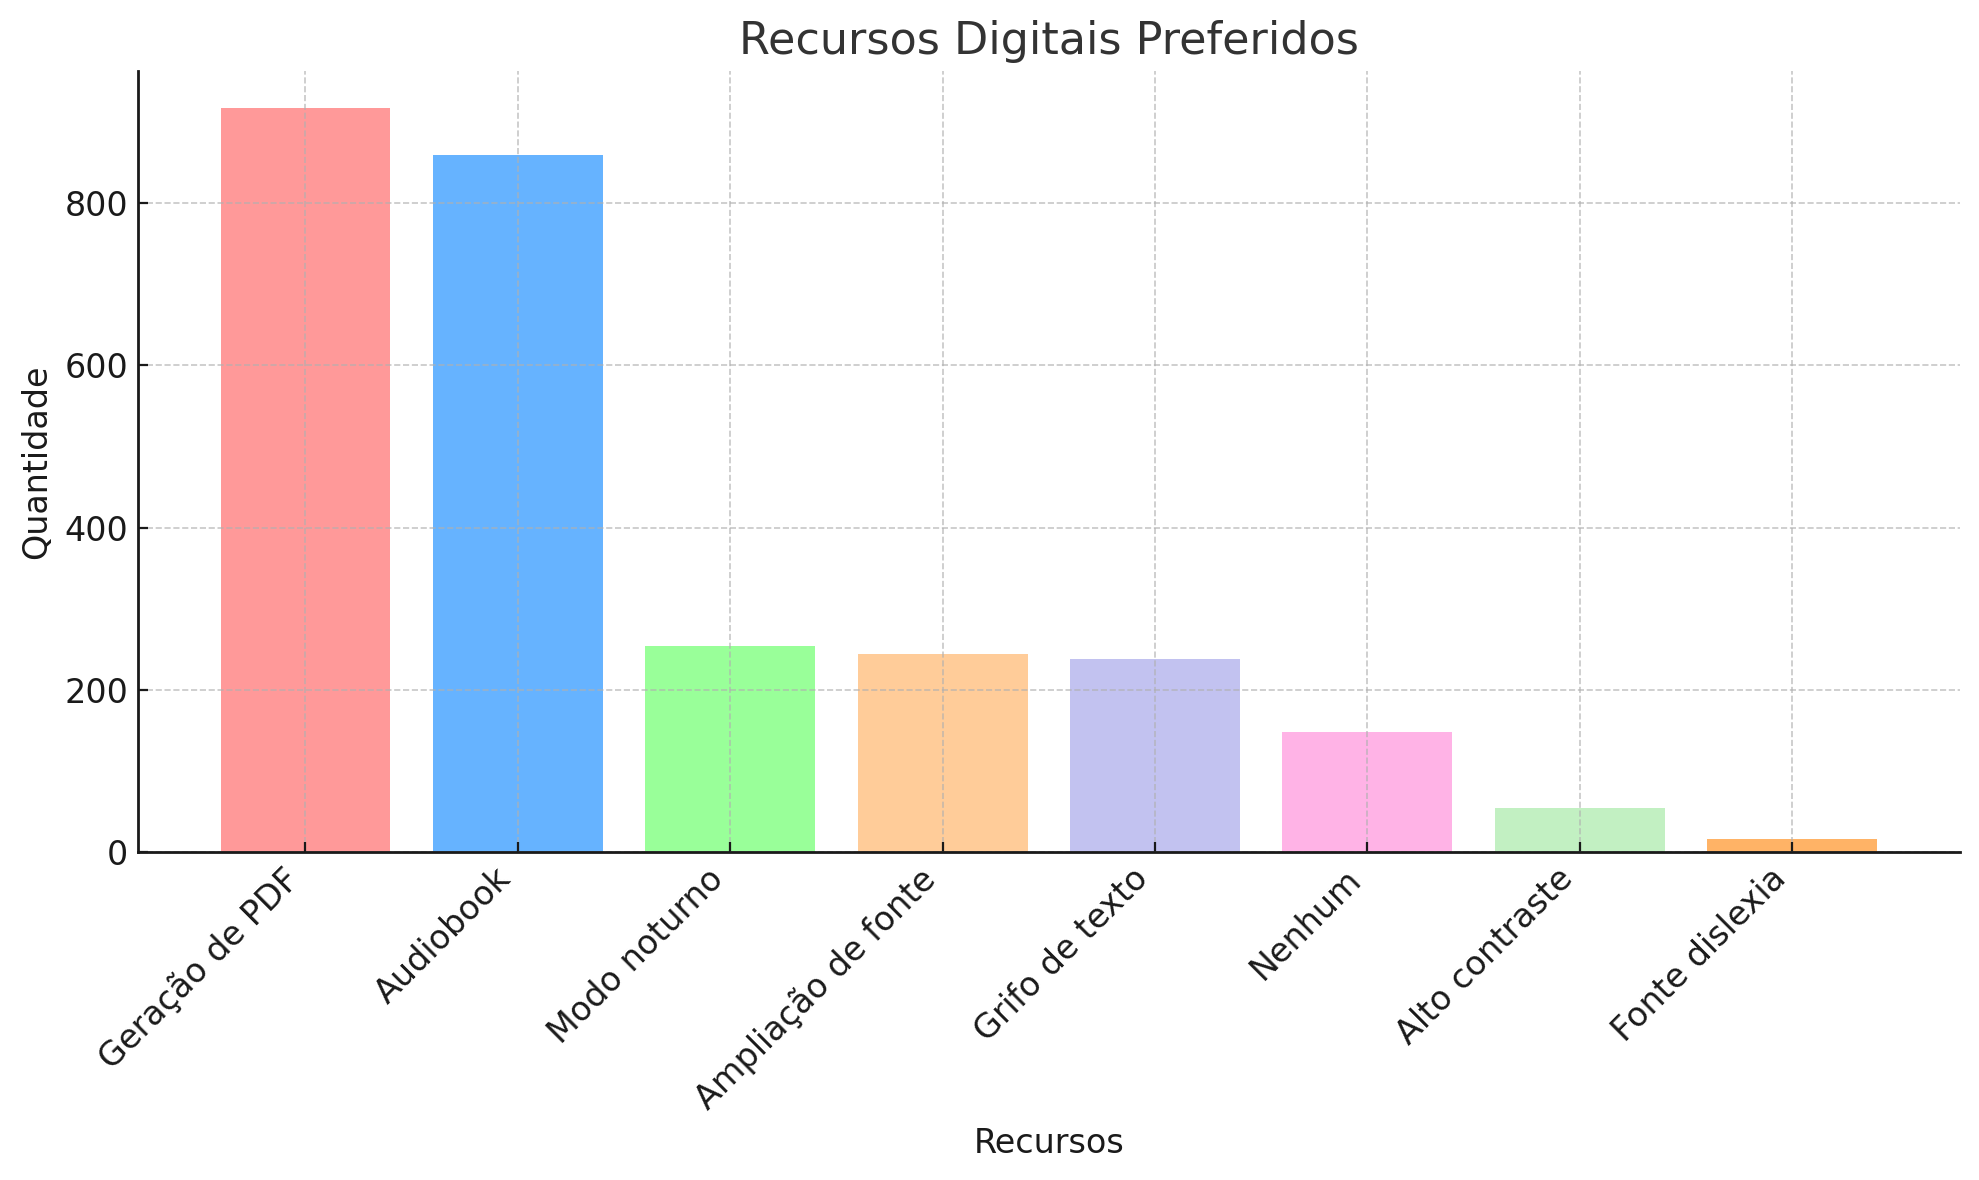 Recursos Digitais Preferidos
Quantidade
800
600
400
200
0
Geração de PDF
Audiobook
Modo noturno
Ampliação de fonte
Grifo de texto
Nenhum
Alto contraste
Fonte dislexia
Recursos